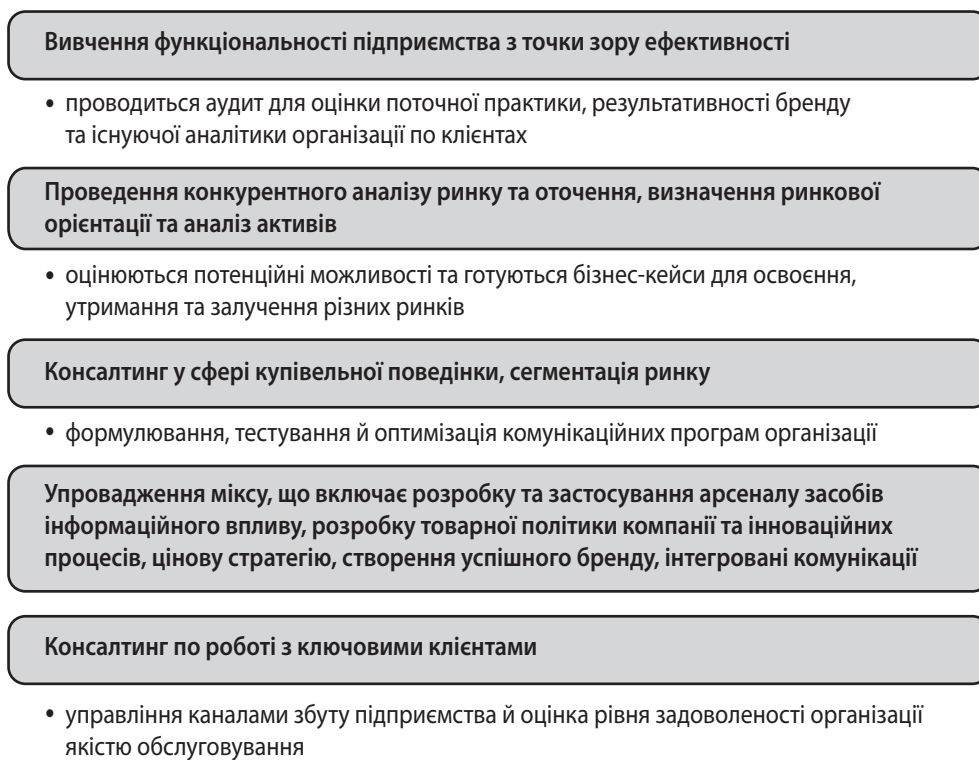 Вивчення функціональності підприємства з точки зору ефективності
• проводиться аудит для оцінки поточної практики, результативності бренду
та існуючої аналітики організації по клієнтах
Проведення конкурентного аналізу ринку та оточення, визначення ринкової
орієнтації та аналіз активів
• оцінюються потенційні можливості та готуються бізнес-кейси для освоєння,
утримання та залучення різних ринків
Консалтинг у сфері купівельної поведінки, сегментація ринку
• формулювання, тестування й оптимізація комунікаційних програм організації
Упровадження міксу, що включає розробку та застосування арсеналу засобів
інформаційного впливу, розробку товарної політики компанії та інноваційних
процесів, цінову стратегію, створення успішного бренду, інтегровані комунікації
Консалтинг по роботі з ключовими клієнтами
• управління каналами збуту підприємства й оцінка рівня задоволеності організації
якістю обслуговування